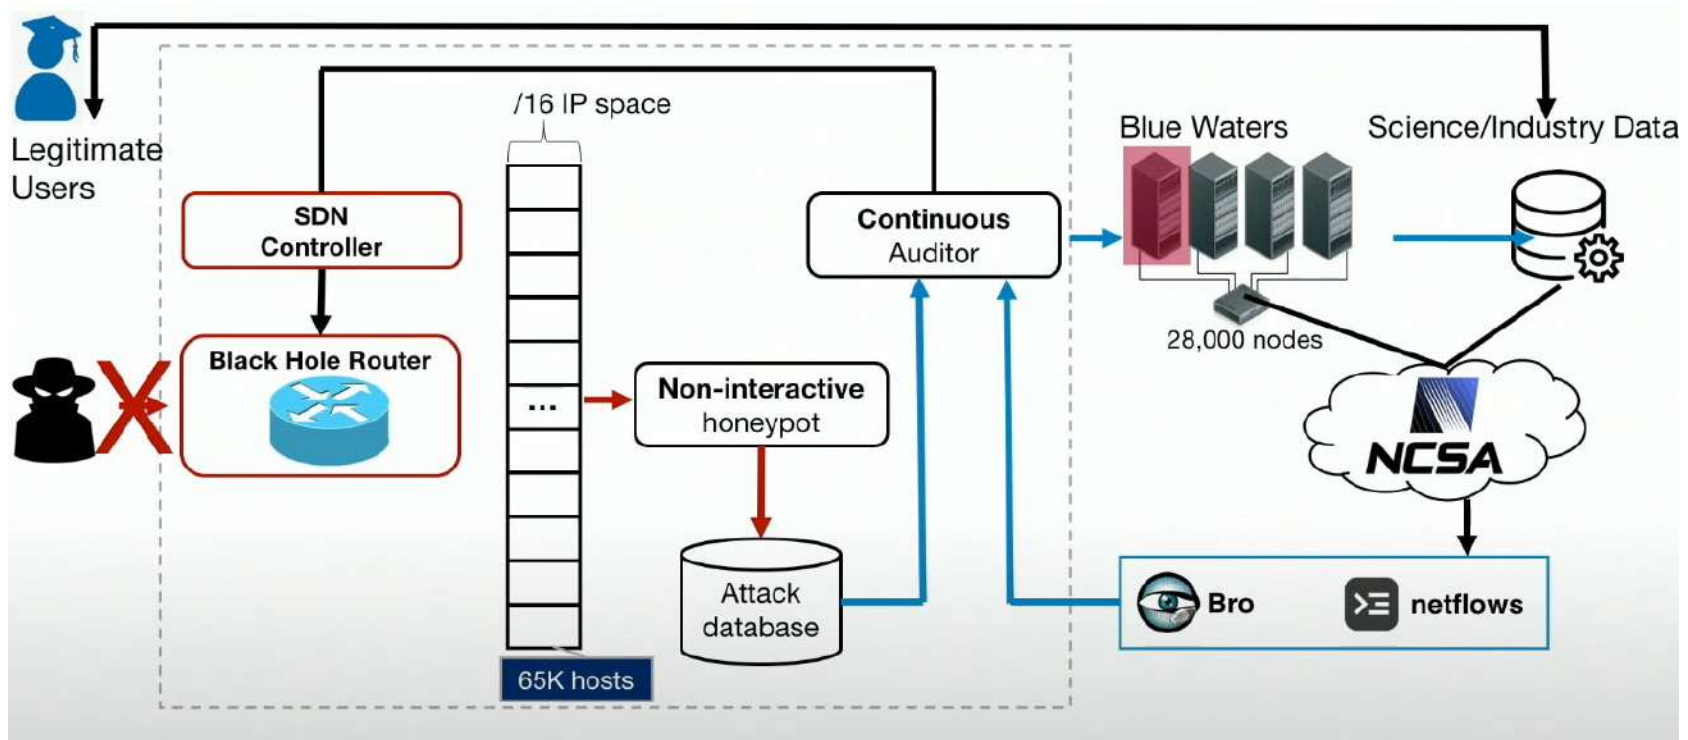 /16 IP space
Blue Waters
Science/Industry Data
Legitimate
Users
SDN
Controller
Continuous
Auditor
28,000 nodes
Black Hole Router
Non-interactive
honeypot
...
NCSA
Attack
database
Bro
netflows
65K hosts